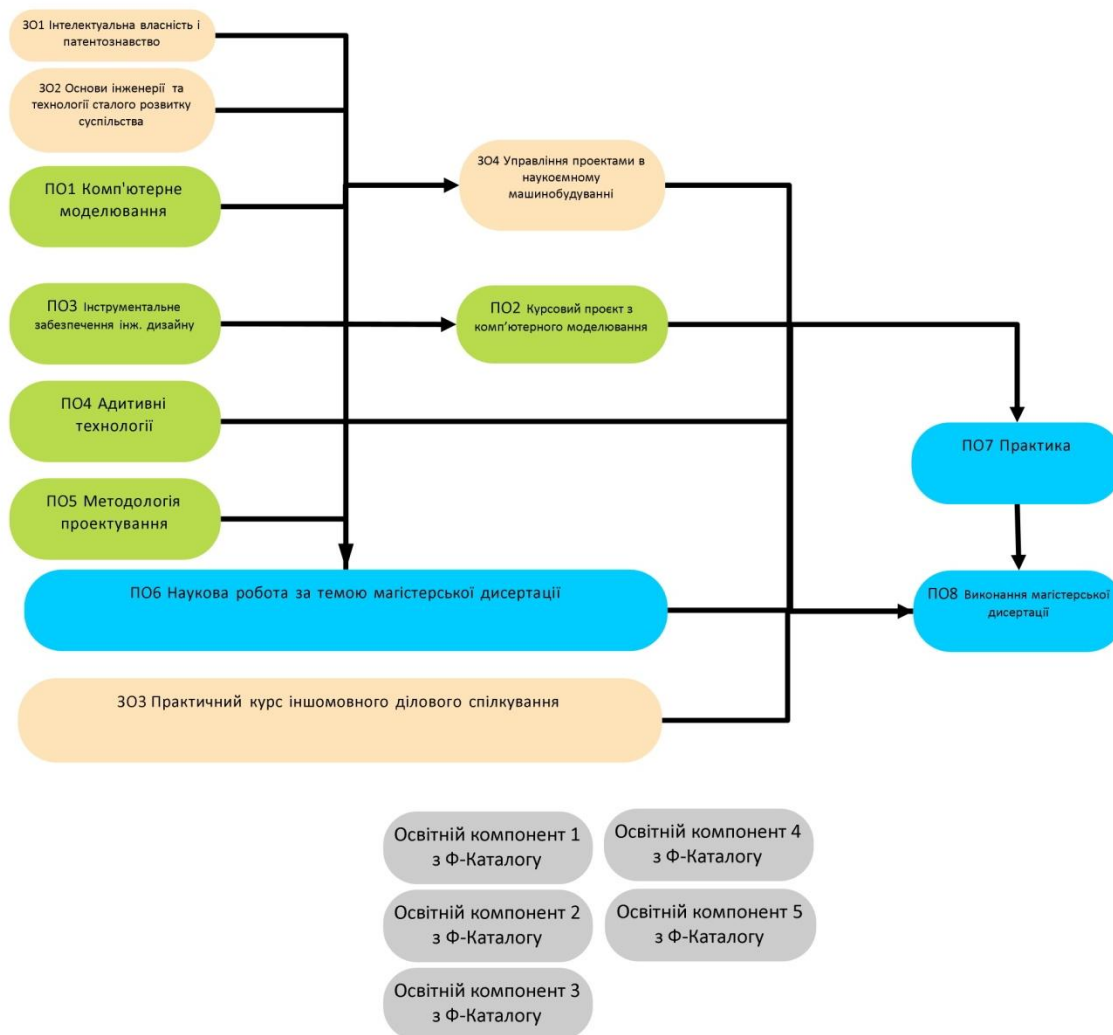 ЗО1 Інтелектуальна власність і
патентознавство
ЗО2 Основи інженерії та
технології сталого розвитку
суспільства
ПО1 Комп'ютерне
моделювання
ЗО4 Управління проектами в
наукоємному
машинобудуванні
ПО3 Інструментальне
забезпечення інж. дизайну
ПО2 Курсовий проєкт з
комп’ютерного моделювання
ПО4 Адитивні
технології
ПО7 Практика
ПО5 Методологія
проектування
ПО6 Наукова робота за темою магістерської дисертації
ПО8 Виконання магістерської
дисертації
ЗО3 Практичний курс іншомовного ділового спілкування
Освітній компонент 1
з Ф-Каталогу
Освітній компонент 4
з Ф-Каталогу
Освітній компонент 2
з Ф-Каталогу
Освітній компонент 5
з Ф-Каталогу
Освітній компонент 3
з Ф-Каталогу